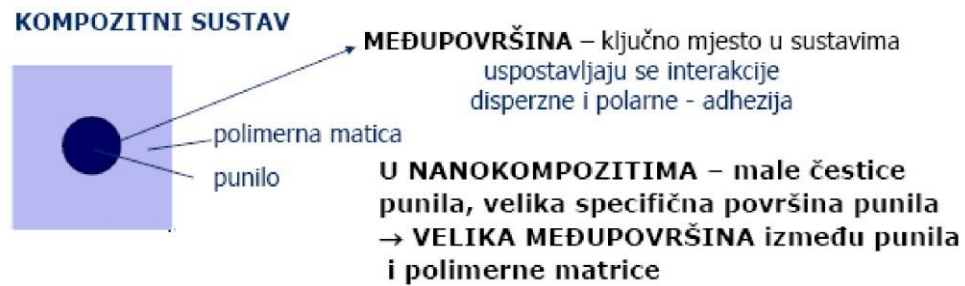 KOMPOZITNI SUSTAV
MEĐUPOVRŠINA – ključno mjesto u sustavima
uspostavljaju se interakcije
disperzne i polarne - adhezija
polimerna matica
punilo
U NANOKOMPOZITIMA – male čestice
punila, velika specifična površina punila
→ VELIKA MEĐUPOVRŠINA između punila
i polimerne matrice